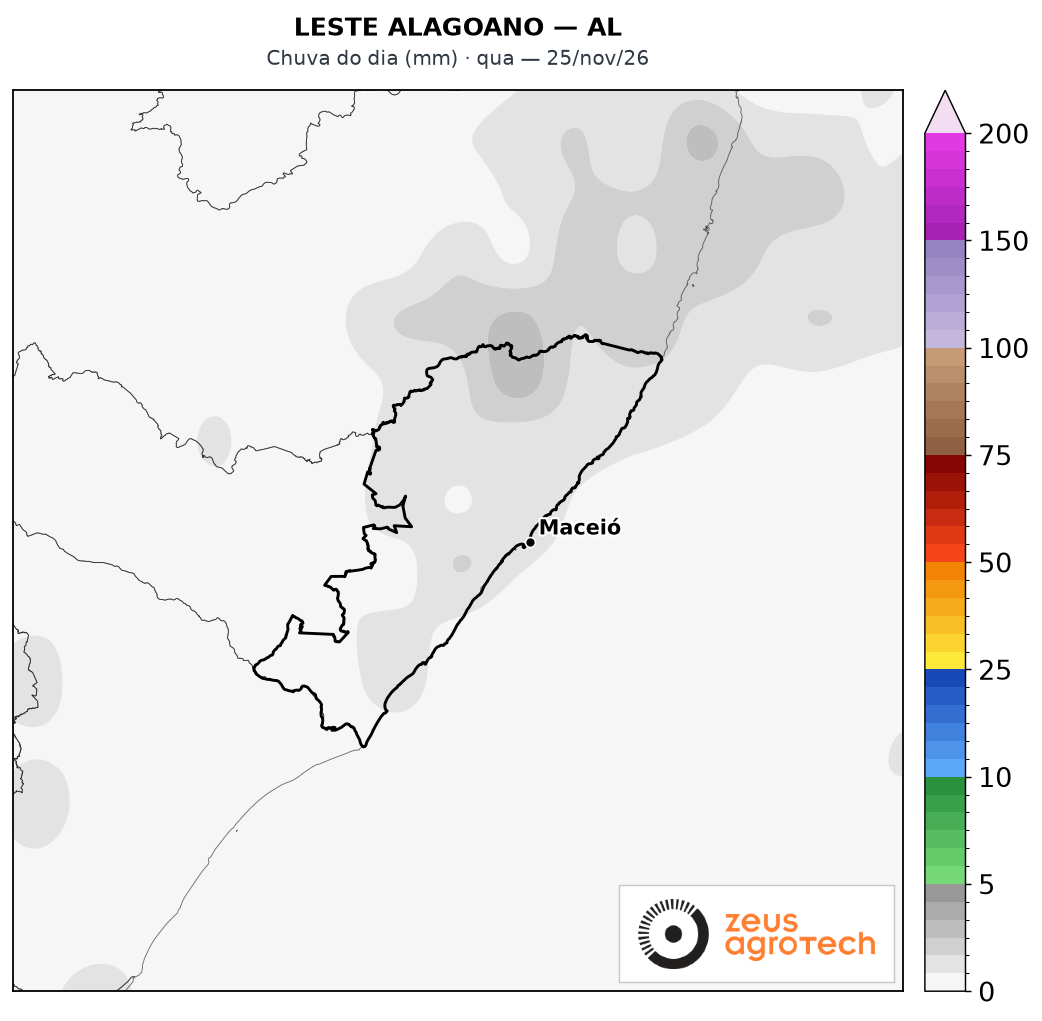 LESTE ALAGOANO — AL
Chuva do dia (mm) · qua — 25/nov/26
200
150
100
75
50
25
10
5
0
Maceió
zeus
agrotech